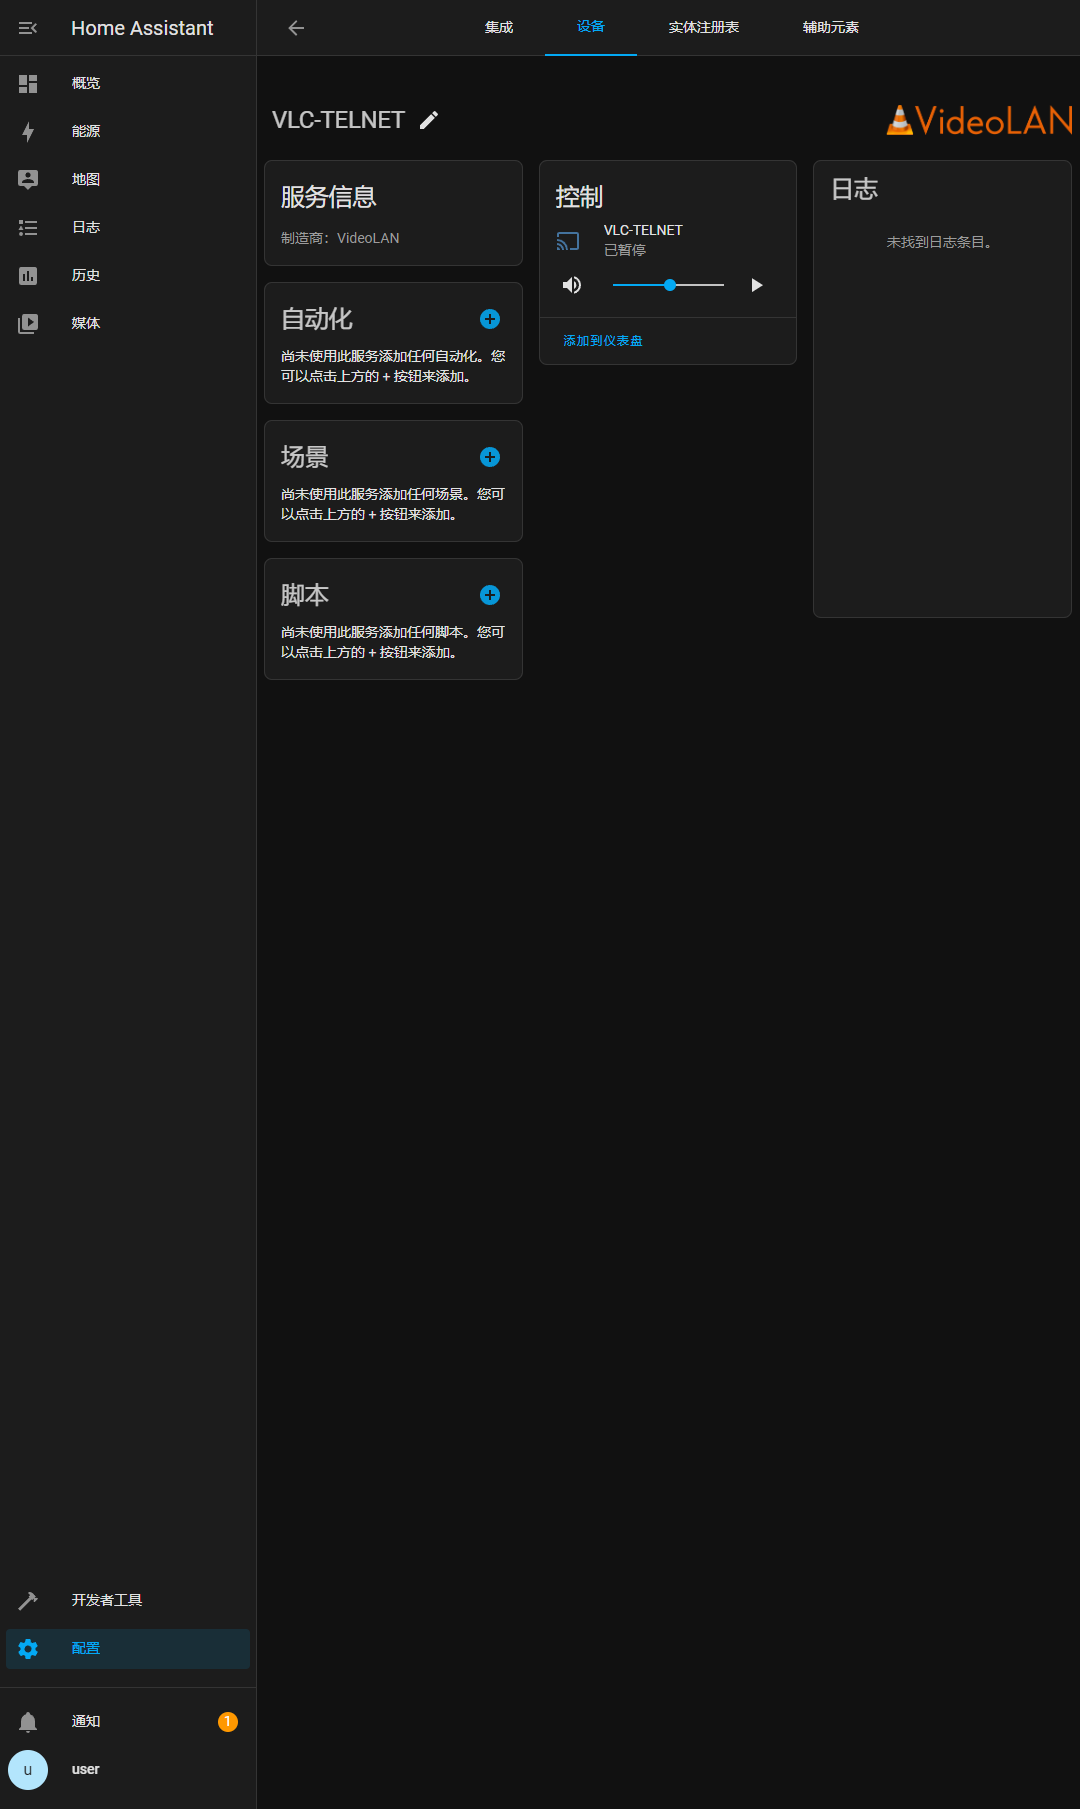 Home Assistant
集成
设备
实体注册表
辅助元素
概览
能源
地图
日志
历史
媒体
VLC-TELNET
VideoLAN
服务信息
制造商：VideoLAN
自动化
尚未使用此服务添加任何自动化。您
可以点击上方的 + 按钮来添加。
场景
尚未使用此服务添加任何场景。您可
以点击上方的 + 按钮来添加。
脚本
尚未使用此服务添加任何脚本。您可
以点击上方的 + 按钮来添加。
控制
VLC-TELNET
已暂停
添加到仪表盘
日志
未找到日志条目。
开发者工具
配置
通知
1
u
user